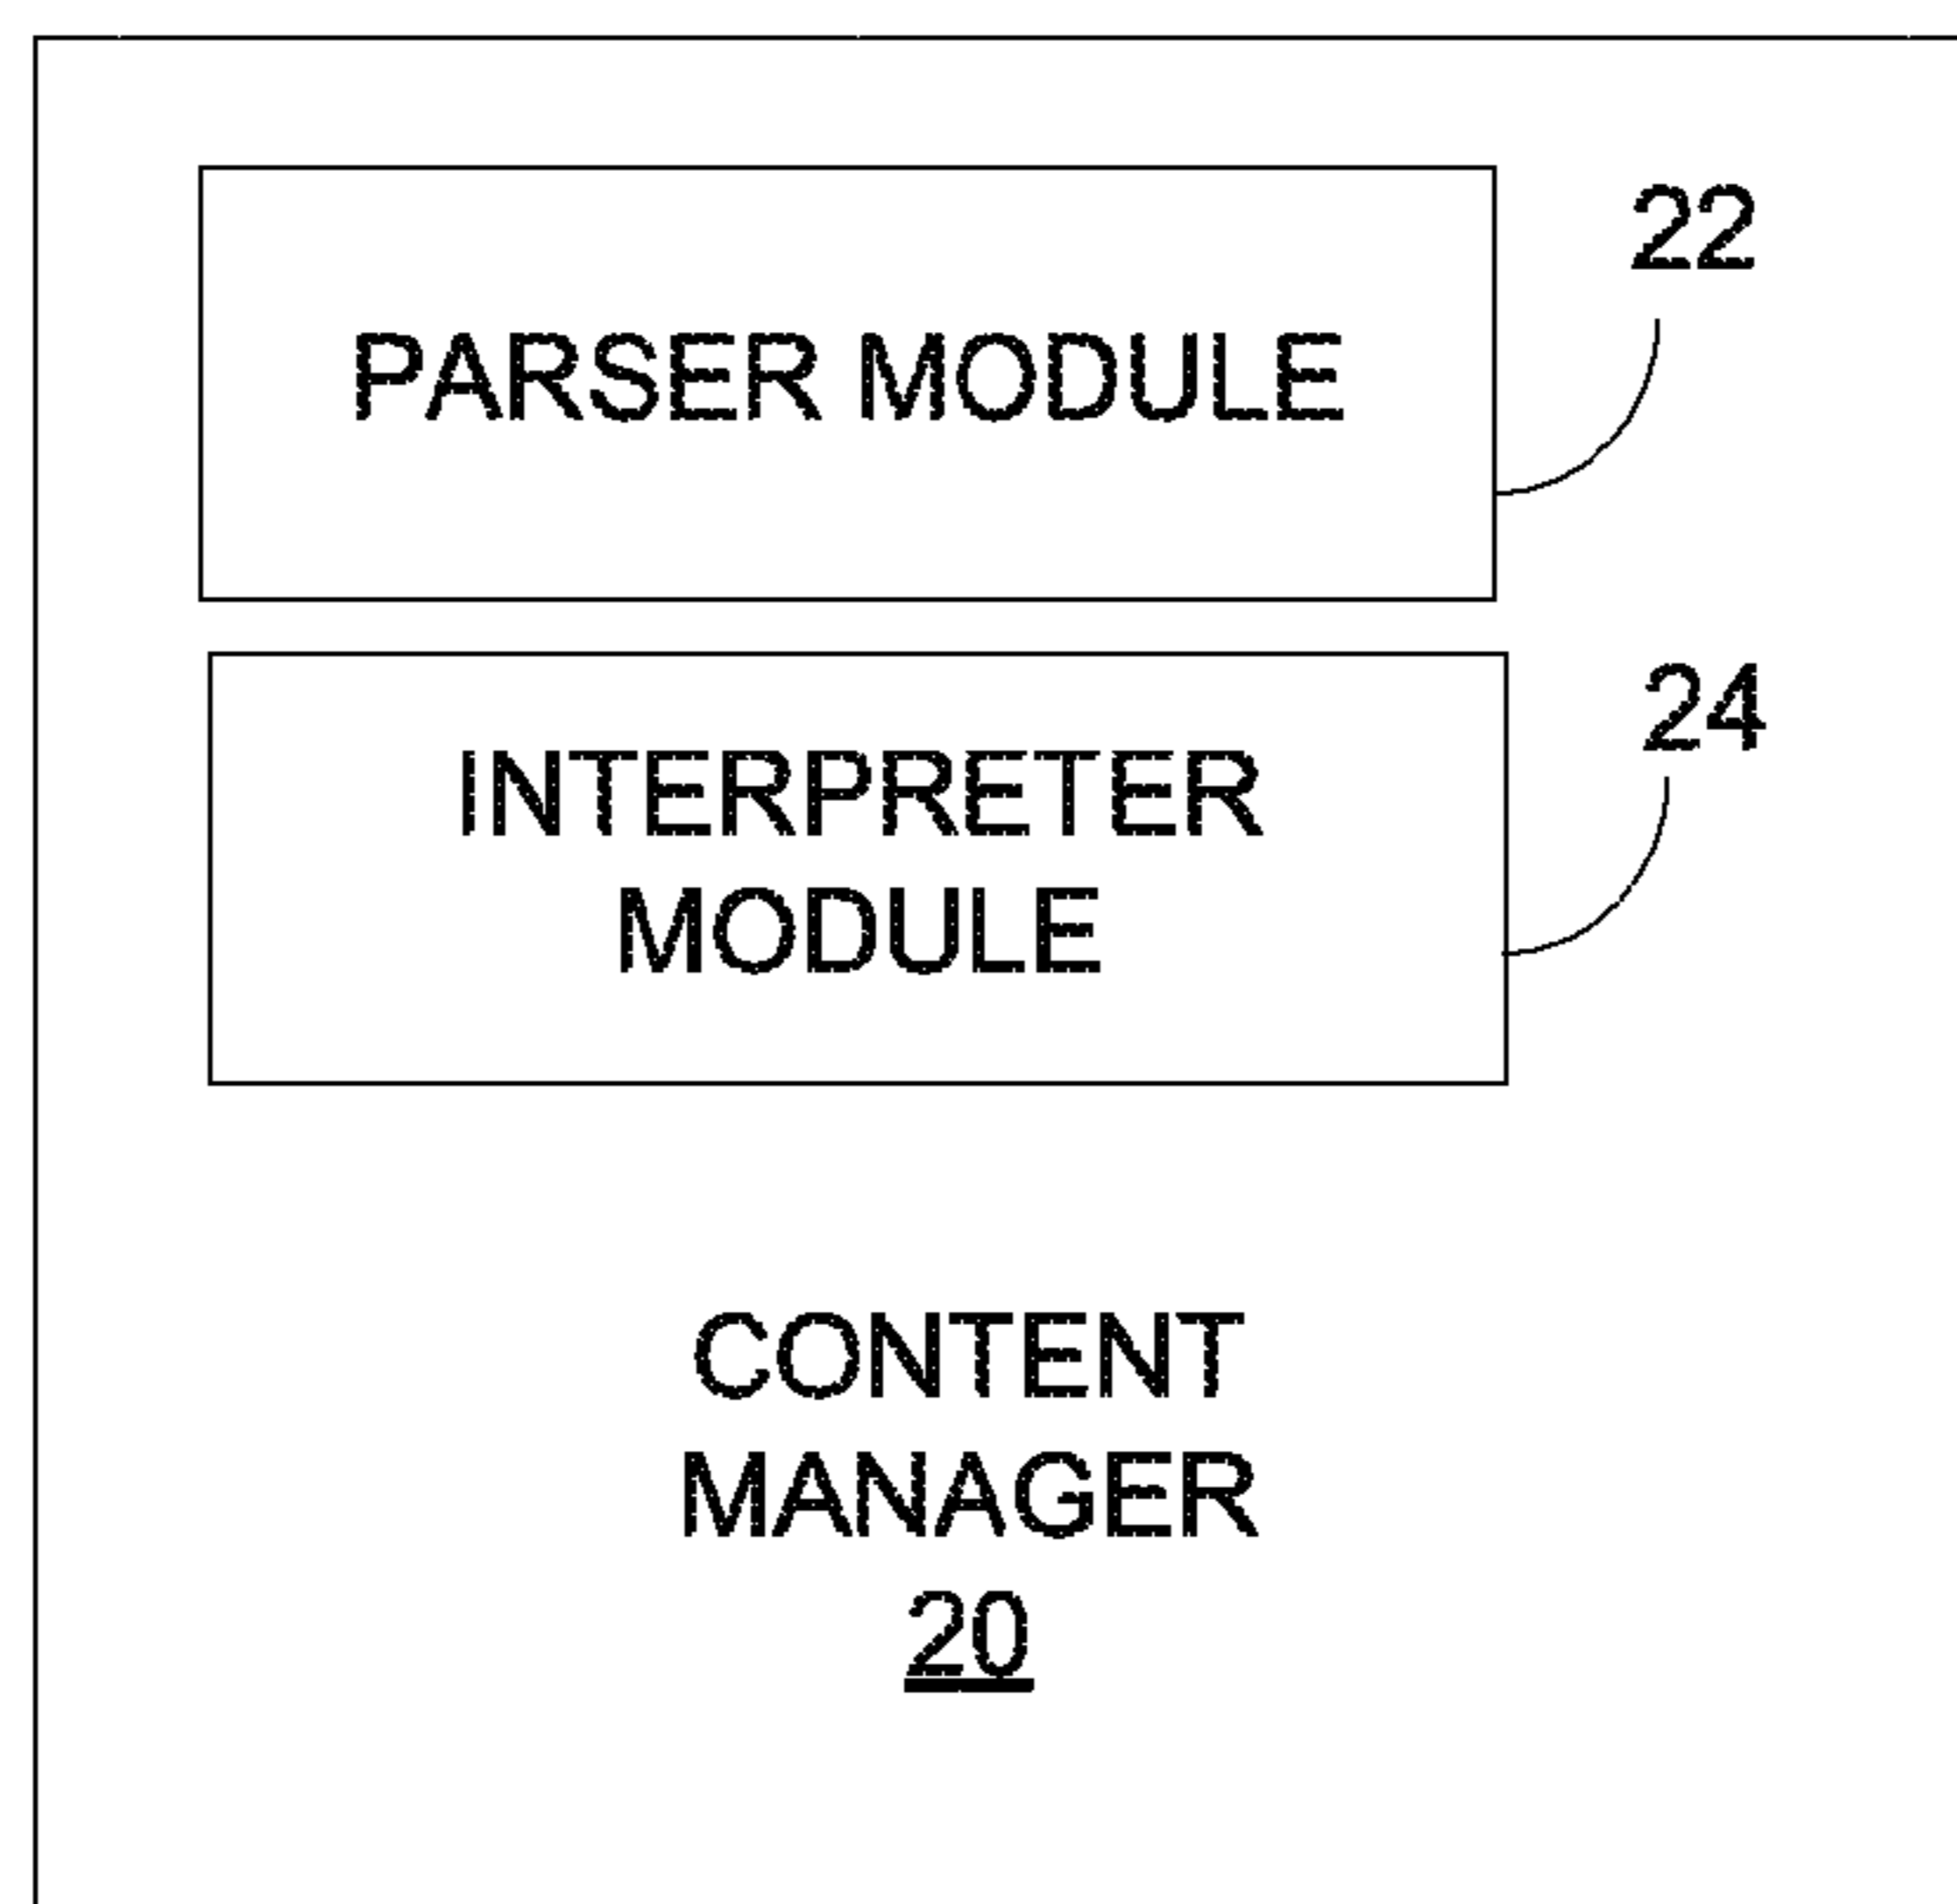 22
PARSER MODULE
24
INTERPRETER
MODULE
CONTENT
MANAGER
20